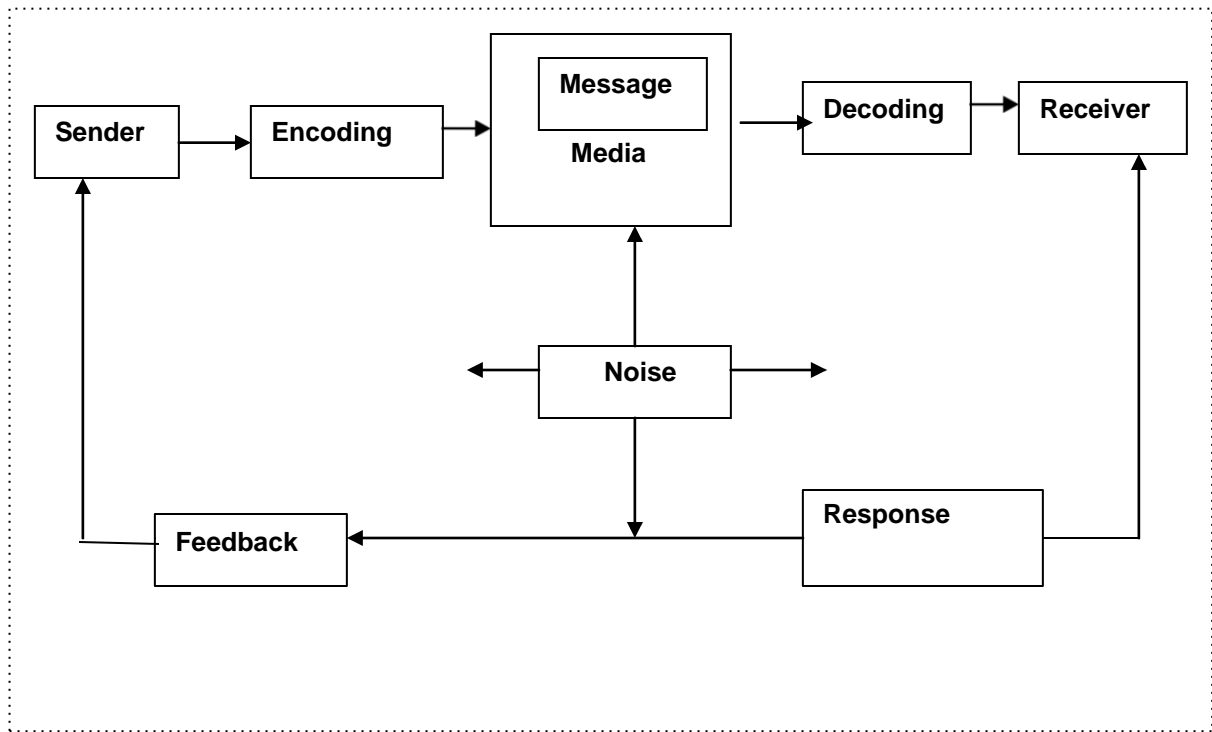 Message
Media
Sender
Encoding
Decoding
Receiver
Noise
Feedback
Response